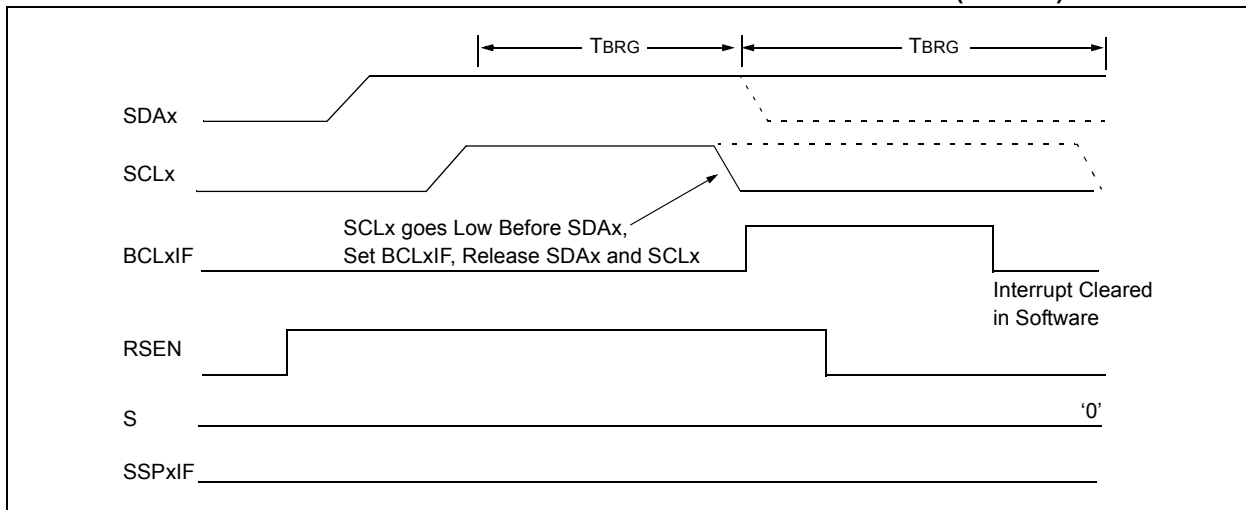 TBRG TBRG
SDAx
SCLx
SCLx goes Low Before SDAx,
Set BCLxIF, Release SDAx and SCLx
BCLxIF
Interrupt Cleared
in Software
RSEN
S ‘0’
SSPxIF